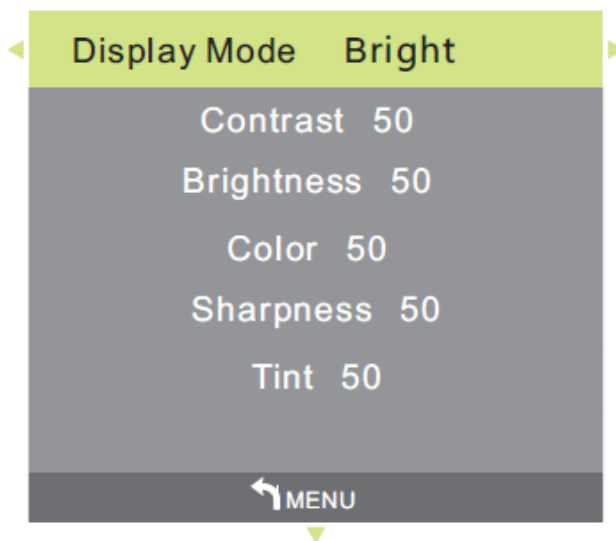 Display Mode Bright
Contrast 50
Brightness 50
Color 50
Sharpness 50
Tint 50
MENU